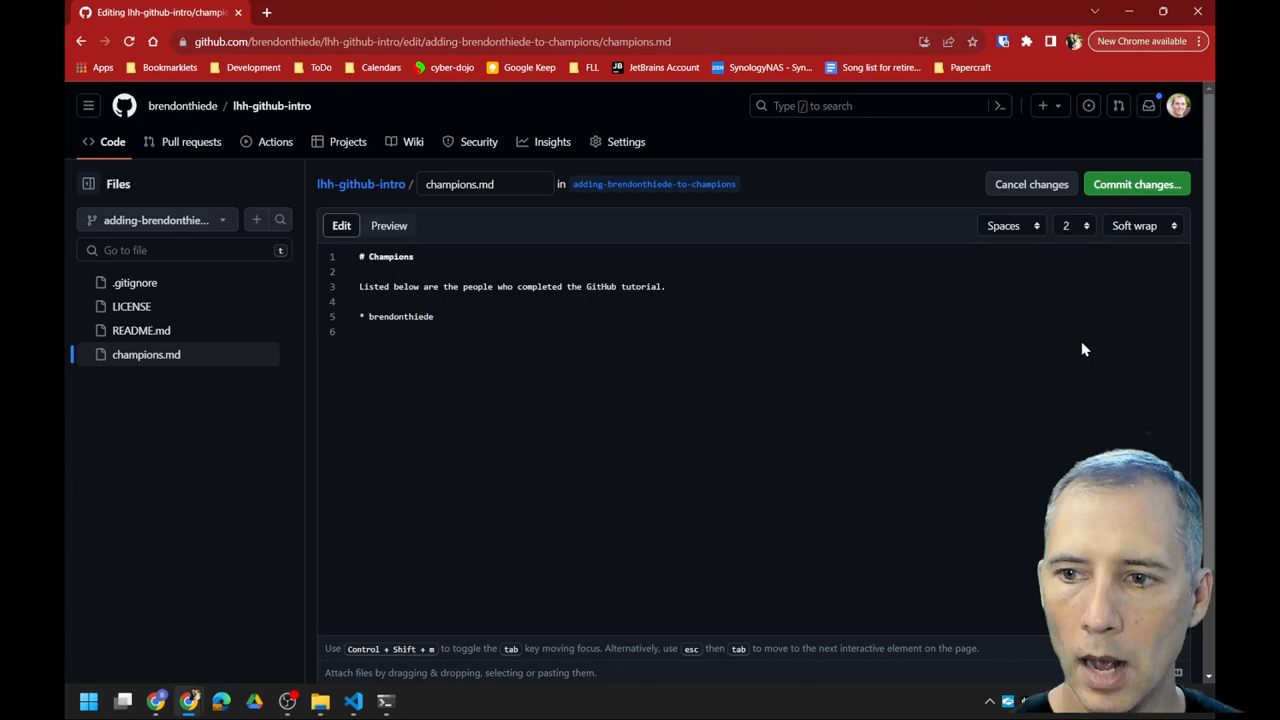 Editing lhh-github-intro/champi
github.com/brendonthiede/lhh-github-intro/edit/adding-brendonthiede-to-champions/champions.md
New Chrome available
Apps Bookmarklets Development ToDo Calendars cyber-dojo Google Keep FLL JetBrains Account SynologyNAS - Syn... Song list for retire... Papercraft
brendonthiede / lhh-github-intro
Type / to search
Code Pull requests Actions Projects Wiki Security Insights Settings
Files
lhh-github-intro / champions.md in adding-brendonthiede-to-champions
Cancel changes Commit changes...
adding-brendonthie...
Edit Preview
Spaces 2 Soft wrap
Go to file t
.gitignore
LICENSE
README.md
champions.md
1 # Champions
2
3 Listed below are the people who completed the GitHub tutorial.
4
5 * brendonthiede
6
Use Control + Shift + m to toggle the tab key moving focus. Alternatively, use esc then tab to move to the next interactive element on the page.
Attach files by dragging & dropping, selecting or pasting them.